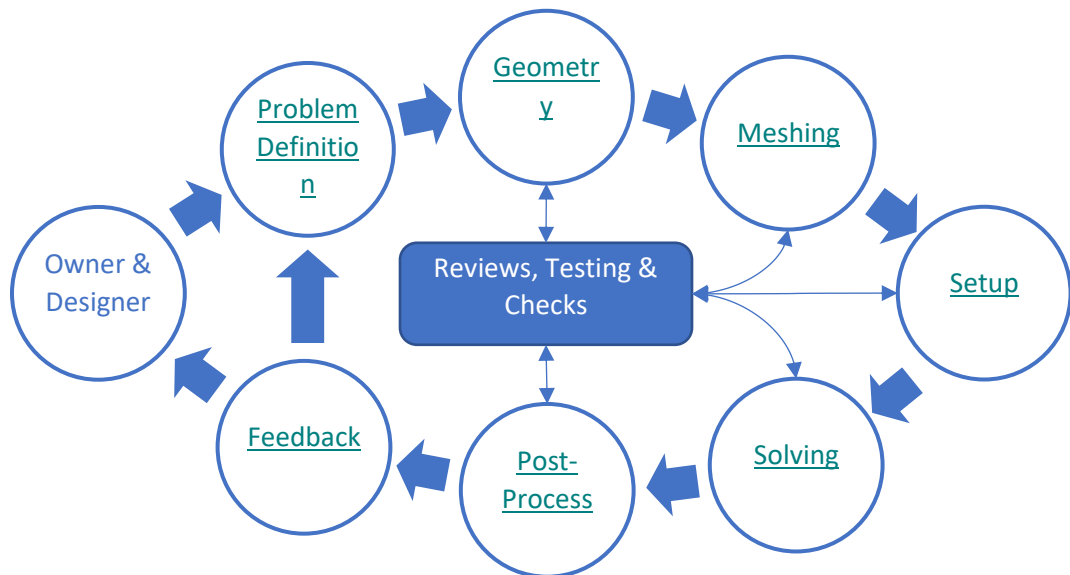 Geometr
y
Problem
Definitio
n
Meshing
Owner &
Designer
Reviews, Testing &
Checks
Setup
Feedback
Post-
Process
Solving